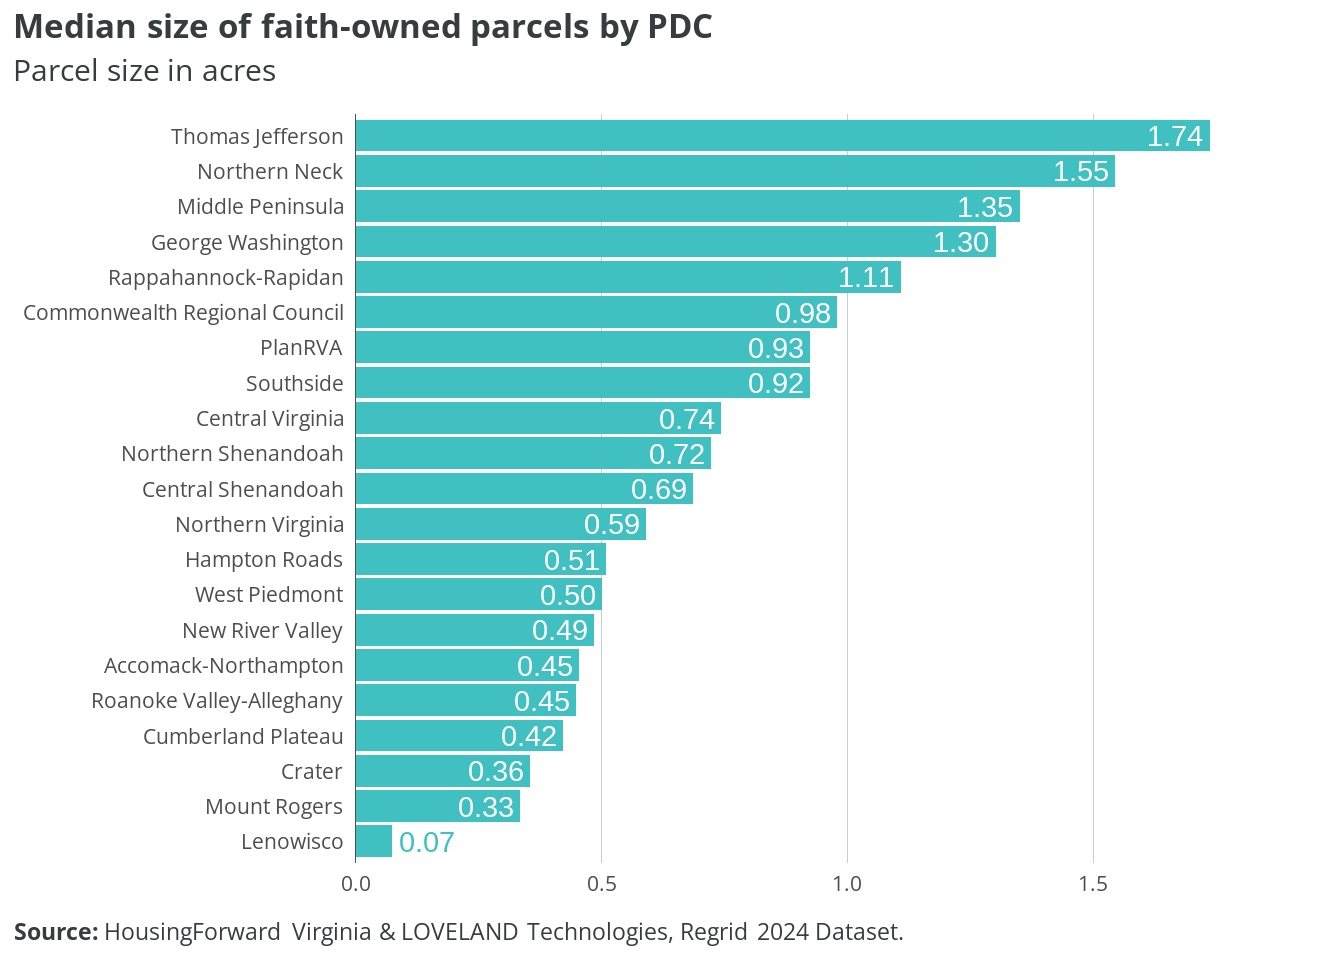 Median size of faith-owned parcels by PDC
Parcel size in acres
Thomas Jefferson 1.74
Northern Neck 1.55
Middle Peninsula 1.35
George Washington 1.30
Rappahannock-Rapidan 1.11
Commonwealth Regional Council 0.98
PlanRVA 0.93
Southside 0.92
Central Virginia 0.74
Northern Shenandoah 0.72
Central Shenandoah 0.69
Northern Virginia 0.59
Hampton Roads 0.51
West Piedmont 0.50
New River Valley 0.49
Accomack-Northampton 0.45
Roanoke Valley-Alleghany 0.45
Cumberland Plateau 0.42
Crater 0.36
Mount Rogers 0.33
Lenowisco 0.07
0.0 0.5 1.0 1.5
Source: HousingForward Virginia & LOVELAND Technologies, Regrid 2024 Dataset.